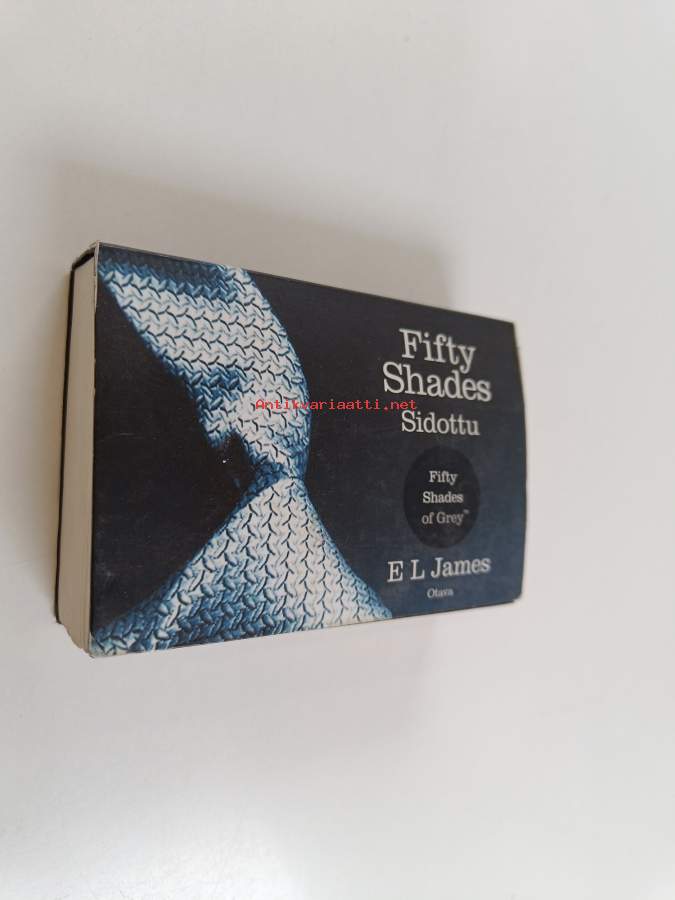 Fifty
Shades
Sidottu
Antikvariaatti.net
Fifty
Shades
of Grey™
E L James
Otava